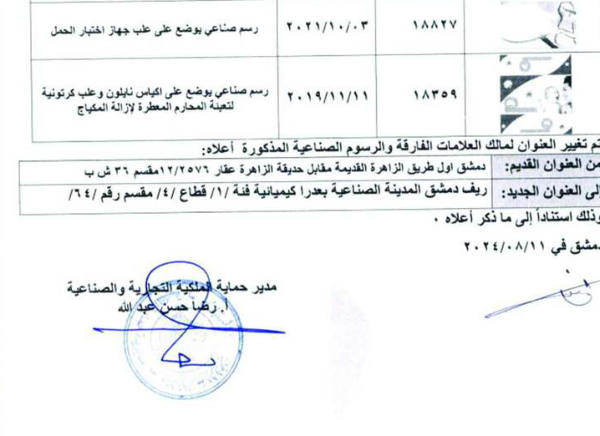 رسم صناعي يوضع على علب جهاز اختبار الحمل ٢٠٢١/١٠/٠٣ ١٨٨٢٧
رسم صناعي يوضع على اكياس نايلون وعلب كرتونية ٢٠١٩/١١/١١ ١٨٣٥٩
لتعبئة المحارم المعطرة لإزالة المكياج
تم تغيير العنوان لمالك العلامات الفارقة والرسوم الصناعية المذكورة أعلاه:
من العنوان القديم: دمشق اول طريق الزاهرة القديمة مقابل حديقة الزاهرة عقار ١٢/٢٥٧٦مقسم ٣٦ ش ب
إلى العنوان الجديد: ريف دمشق المدينة الصناعية بعدرا كيميائية فئة /١/ قطاع /٤/ مقسم رقم /٦٤/
وذلك استناداً إلى ما ذكر أعلاه ٠
دمشق في ٢٠٢٤/٠٨/١١
مدير حماية الملكية التجارية والصناعية
أ. رضا حسن عبد الله